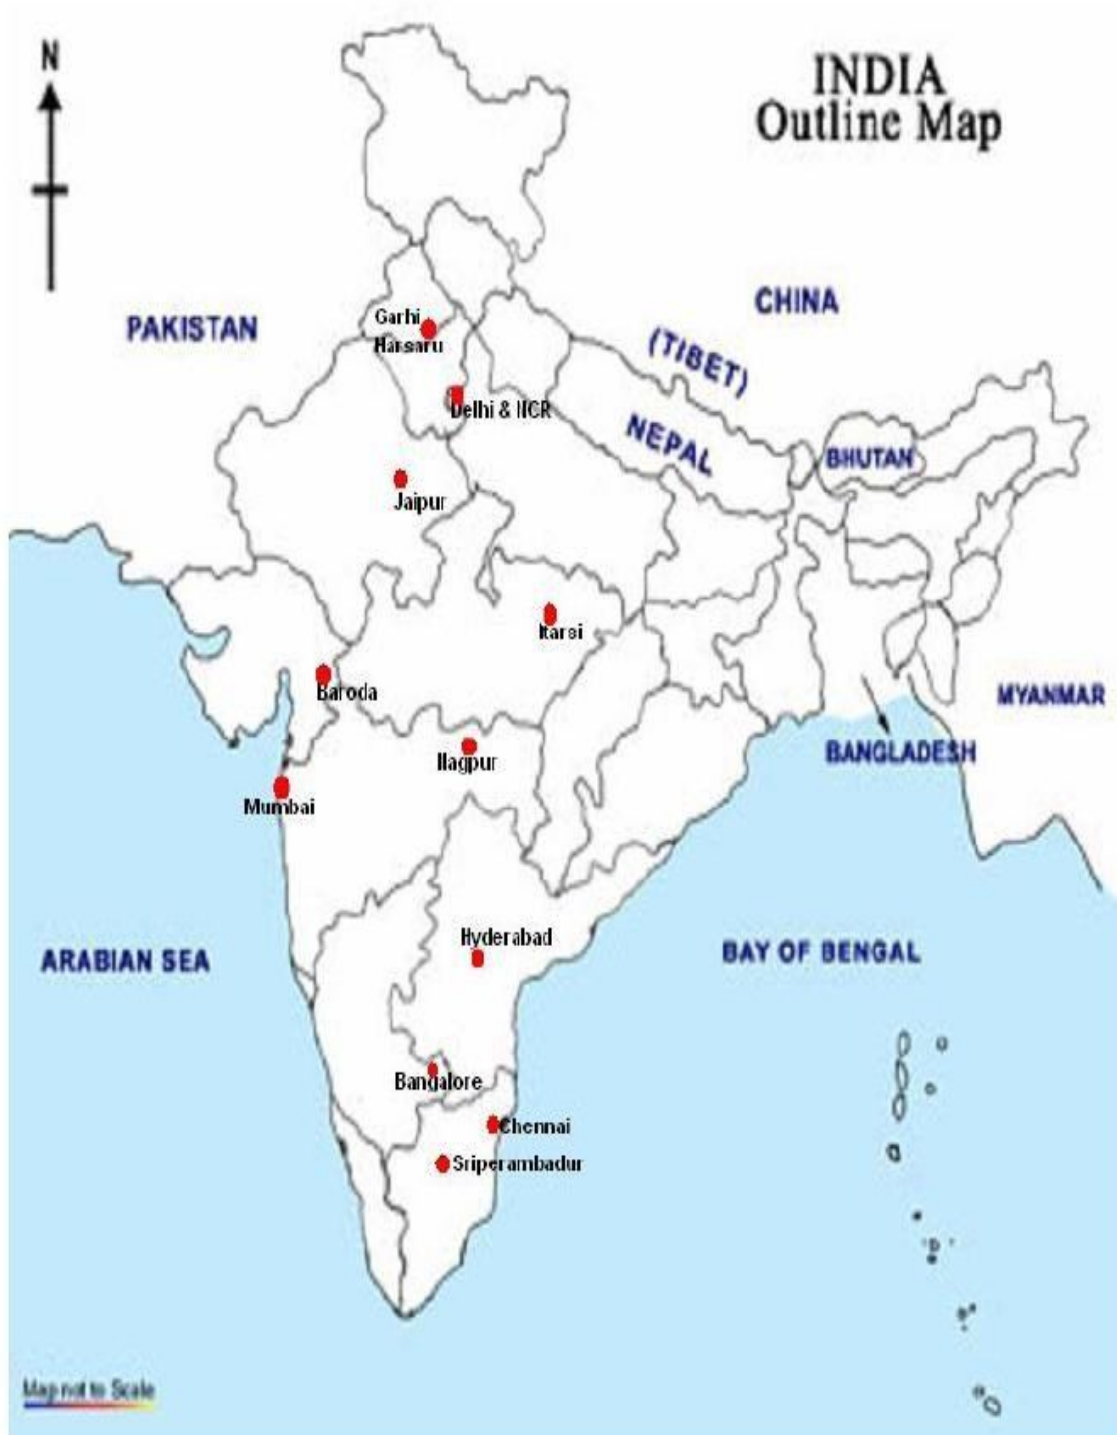 N
INDIA
Outline Map
CHINA
PAKISTAN
(TIBET)
Garhi
Harsaru
Delhi & NCR
NEPAL
BHUTAN
Jaipur
Itarsi
Baroda
MYANMAR
Nagpur
BANGLADESH
Mumbai
Hyderabad
ARABIAN SEA
BAY OF BENGAL
Bangalore
Chennai
Sriperambadur
Map not to Scale